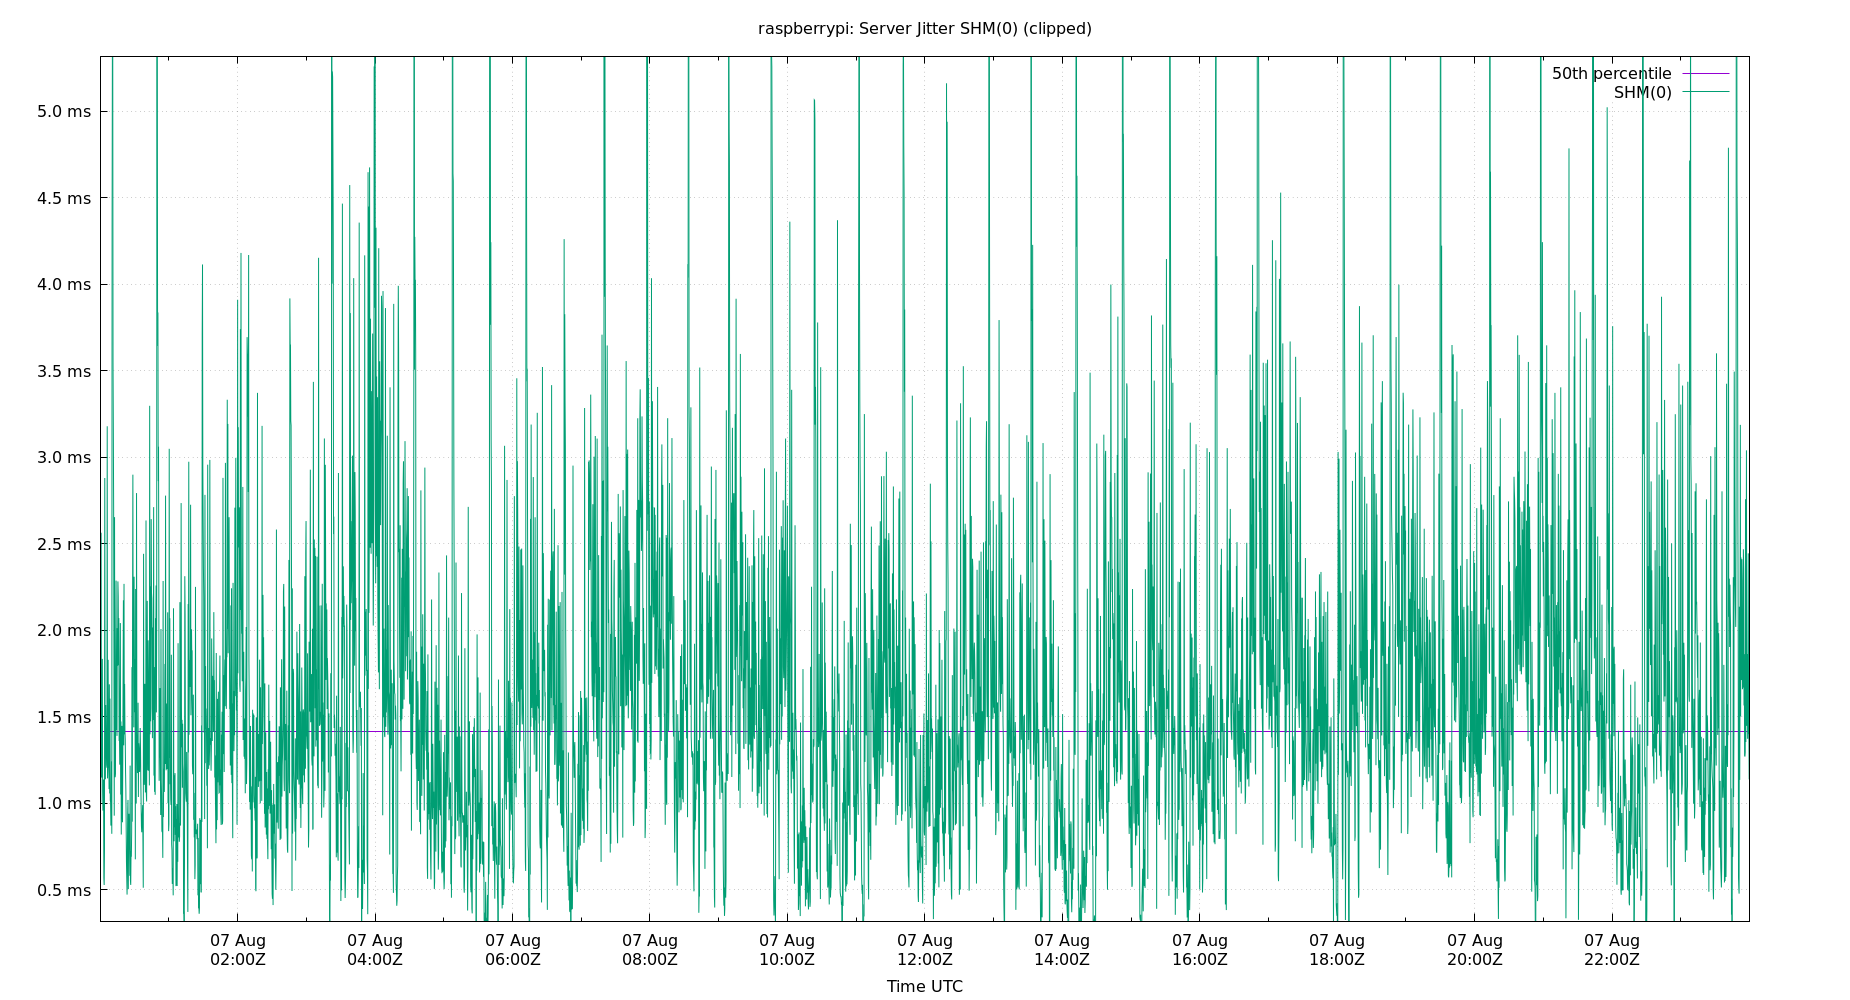 raspberrypi: Server Jitter SHM(0) (clipped)
50th percentile
SHM(0)
5.0 ms
4.5 ms
4.0 ms
3.5 ms
3.0 ms
2.5 ms
2.0 ms
1.5 ms
1.0 ms
0.5 ms
07 Aug 07 Aug 07 Aug 07 Aug 07 Aug 07 Aug 07 Aug 07 Aug 07 Aug 07 Aug 07 Aug
02:00Z 04:00Z 06:00Z 08:00Z 10:00Z 12:00Z 14:00Z 16:00Z 18:00Z 20:00Z 22:00Z
Time UTC